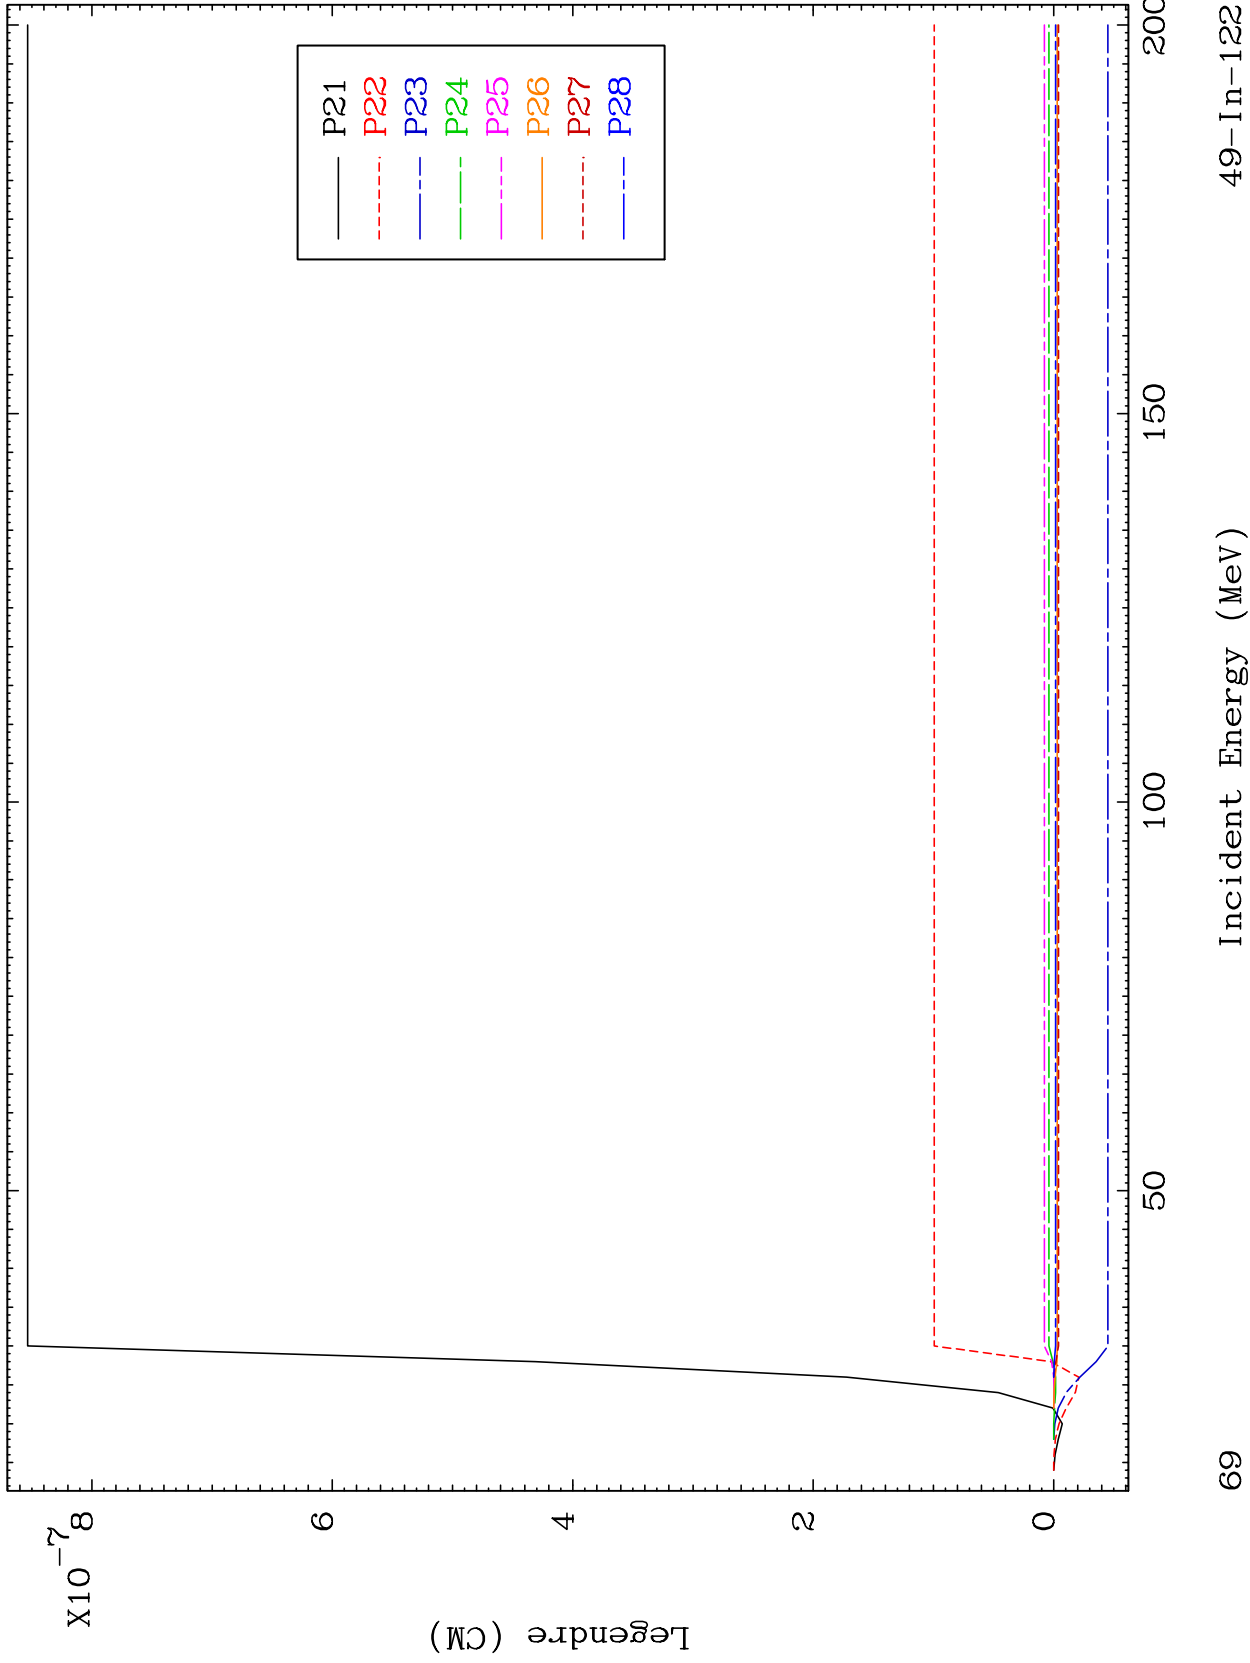 X10-7
8
6
4
2
0
Legendre (CM)
P21
P22
P23
P24
P25
P26
P27
P28
50
100
150
200
Incident Energy (MeV)
69
49-In-122